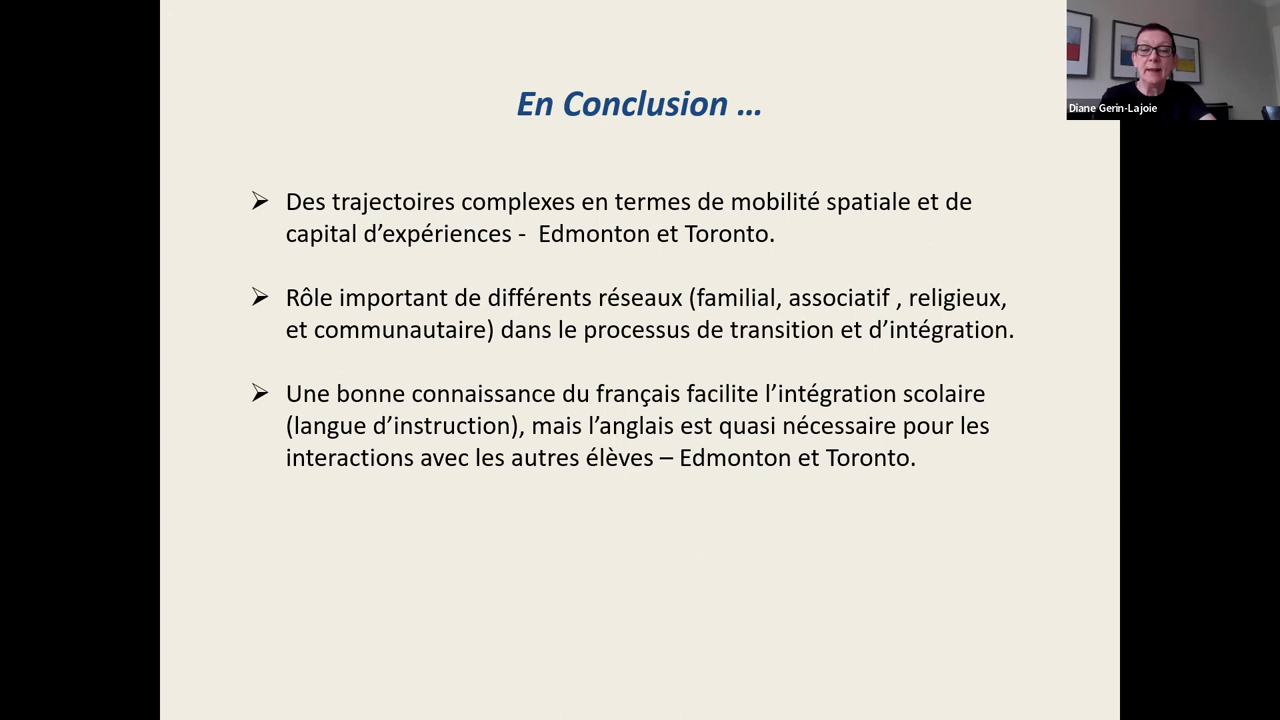 En Conclusion …
Diane Gerin-Lajoie
➢ Des trajectoires complexes en termes de mobilité spatiale et de
capital d’expériences - Edmonton et Toronto.
➢ Rôle important de différents réseaux (familial, associatif , religieux,
et communautaire) dans le processus de transition et d’intégration.
➢ Une bonne connaissance du français facilite l’intégration scolaire
(langue d’instruction), mais l’anglais est quasi nécessaire pour les
interactions avec les autres élèves – Edmonton et Toronto.